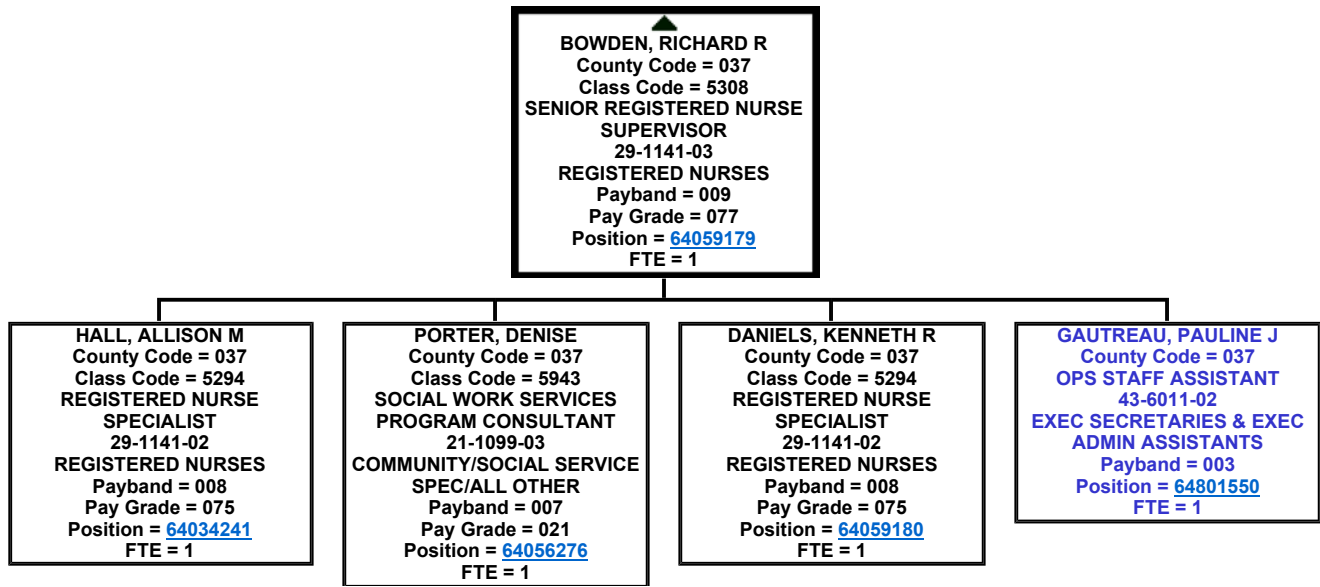 BOWDEN, RICHARD R
County Code = 037
Class Code = 5308
SENIOR REGISTERED NURSE
SUPERVISOR
29-1141-03
REGISTERED NURSES
Payband = 009
Pay Grade = 077
Position = 64059179
FTE = 1
HALL, ALLISON M
County Code = 037
Class Code = 5294
REGISTERED NURSE
SPECIALIST
29-1141-02
REGISTERED NURSES
Payband = 008
Pay Grade = 075
Position = 64034241
FTE = 1
PORTER, DENISE
County Code = 037
Class Code = 5943
SOCIAL WORK SERVICES
PROGRAM CONSULTANT
21-1099-03
COMMUNITY/SOCIAL SERVICE
SPEC/ALL OTHER
Payband = 007
Pay Grade = 021
Position = 64056276
FTE = 1
DANIELS, KENNETH R
County Code = 037
Class Code = 5294
REGISTERED NURSE
SPECIALIST
29-1141-02
REGISTERED NURSES
Payband = 008
Pay Grade = 075
Position = 64059180
FTE = 1
GAUTREAU, PAULINE J
County Code = 037
OPS STAFF ASSISTANT
43-6011-02
EXEC SECRETARIES & EXEC
ADMIN ASSISTANTS
Payband = 003
Position = 64801550
FTE = 1